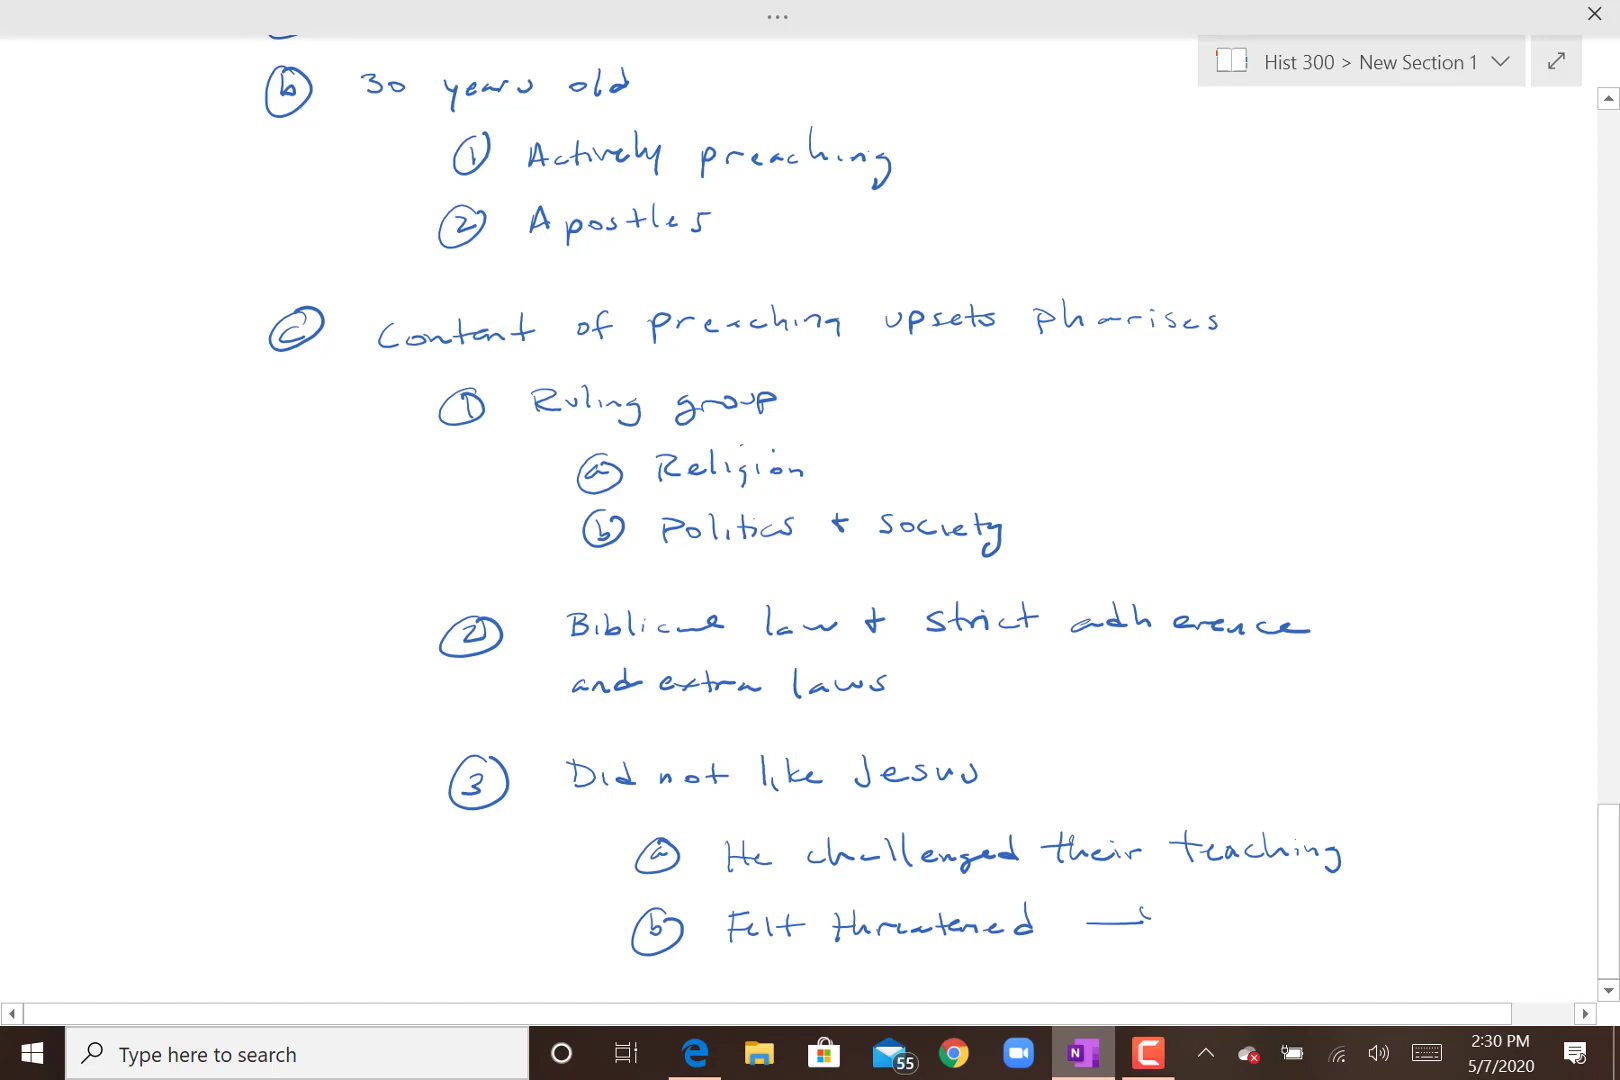 Hist 300 > New Section 1
b 30 years old
1 Actively preaching
2 Apostles
c Content of preaching upsets pharises
1 Ruling group
a Religion
b Politics + society
2 Biblical law + strict adherence
and extra laws
3 Did not like Jesus
a He challenged their teaching
b Felt threatened
Type here to search
55
N
2:30 PM
5/7/2020